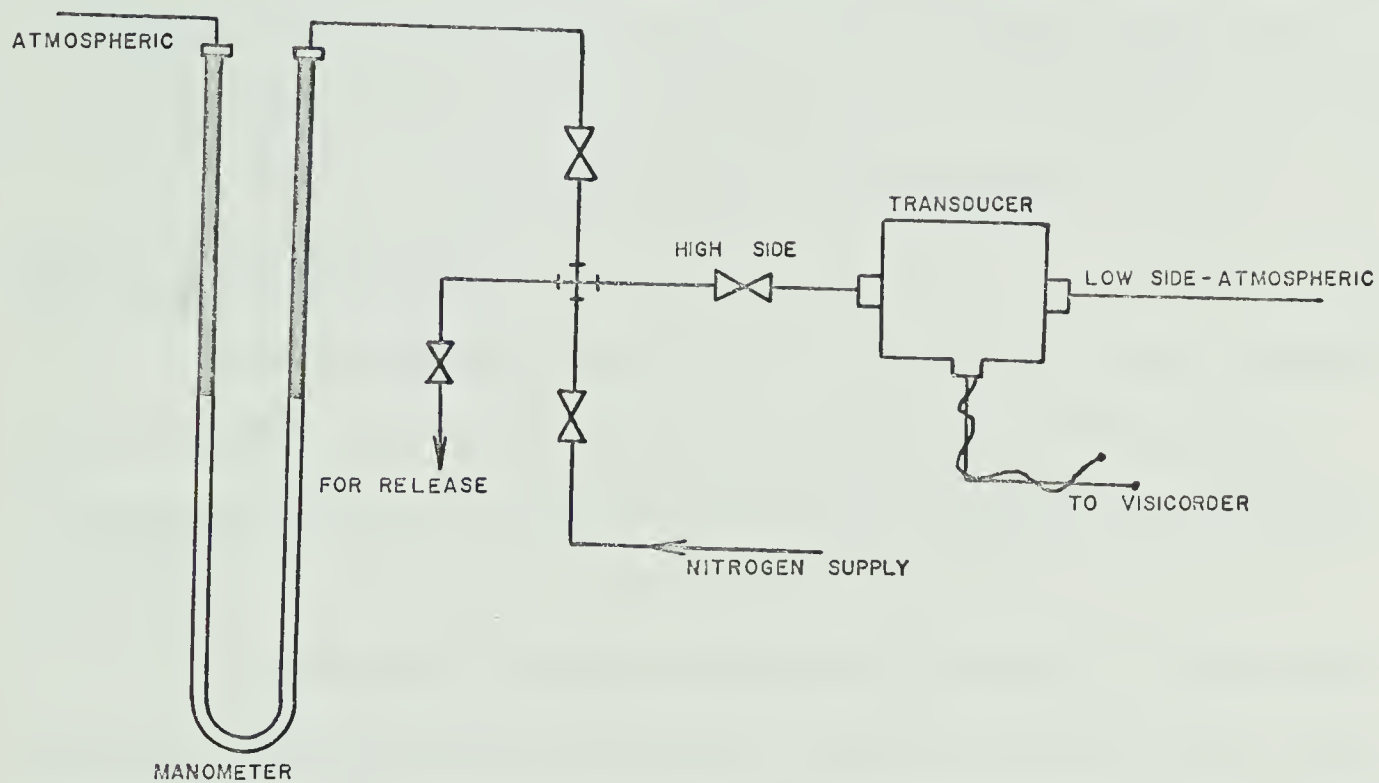 ATMOSPHERIC
TRANSDUCER
HIGH SIDE
LOW SIDE-ATMOSPHERIC
FOR RELEASE
TO VISICORDER
NITROGEN SUPPLY
MANOMETER